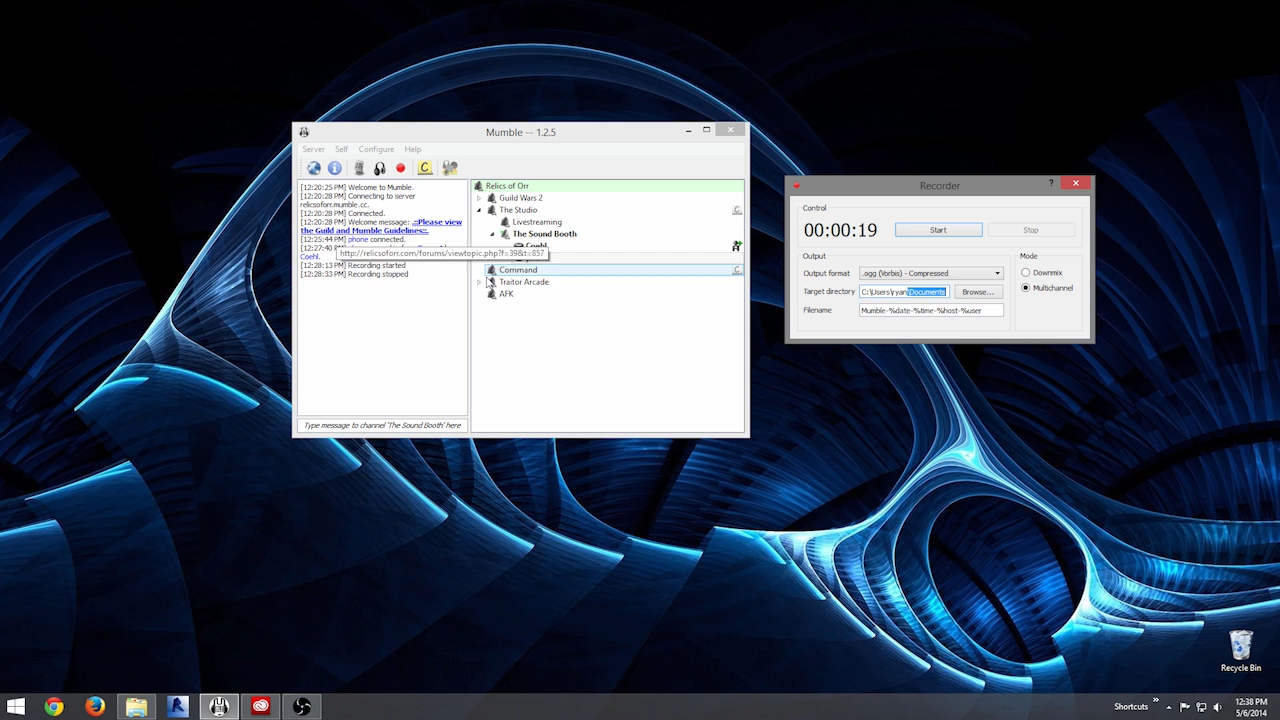 Mumble -- 1.2.5
Server Self Configure Help
[12:20:25 PM] Welcome to Mumble.
[12:20:28 PM] Connecting to server
relicsoforr.mumble.cc.
[12:20:28 PM] Connected.
[12:20:28 PM] Welcome message: .::Please view
the Guild and Mumble Guidelines::.
[12:25:44 PM] phone connected.
[12:27:40 P
Coehl.
[12:28:13 PM] Recording started
[12:28:33 PM] Recording stopped
http://relicsoforr.com/forums/viewtopic.php?f=39&t=857
Type message to channel 'The Sound Booth' here
Relics of Orr
Guild Wars 2
The Studio
Livestreaming
The Sound Booth
Coehl
Command
Traitor Arcade
AFK
Recorder
?
Control
00:00:19
Start
Stop
Output
Output format .ogg (Vorbis) - Compressed
Target directory C:\Users\ryan\Documents Browse...
Filename Mumble-%date-%time-%host-%user
Mode
Downmix
Multichannel
Recycle Bin
Shortcuts
12:38 PM
5/6/2014